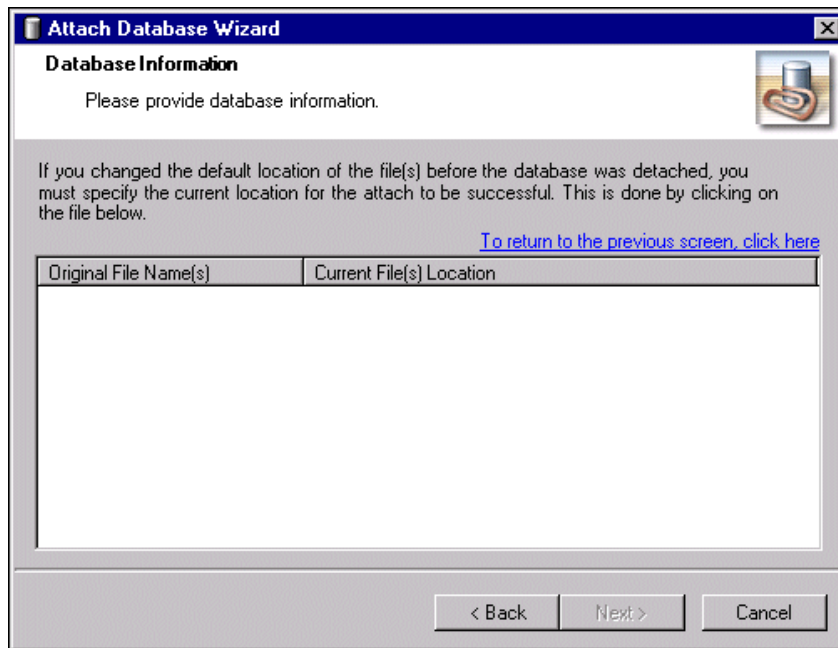 Attach Database Wizard
Database Information
Please provide database information.
If you changed the default location of the file(s) before the database was detached, you
must specify the current location for the attach to be successful. This is done by clicking on
the file below.
To return to the previous screen, click here
Original File Name(s) Current File(s) Location
< Back Next > Cancel